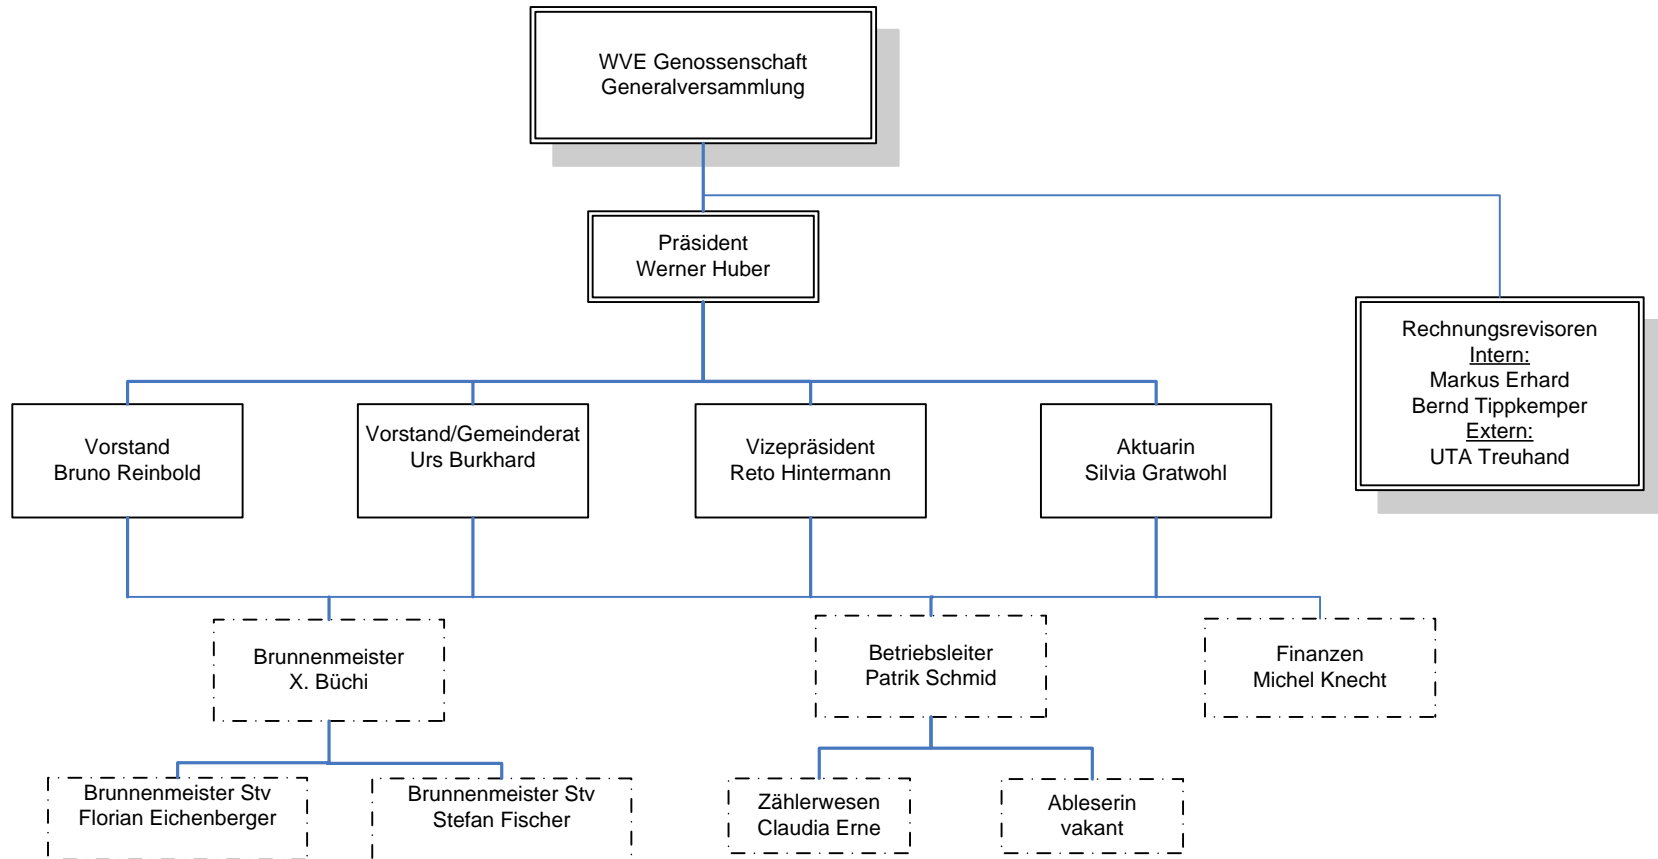 WVE Genossenschaft
Generalversammlung
Präsident
Werner Huber
Rechnungsrevisoren
Intern:
Markus Erhard
Bernd Tippkemper
Extern:
UTA Treuhand
Vorstand
Bruno Reinbold
Vorstand/Gemeinderat
Urs Burkhard
Vizepräsident
Reto Hintermann
Aktuarin
Silvia Gratwohl
Brunnenmeister
X. Büchi
Betriebsleiter
Patrik Schmid
Finanzen
Michel Knecht
Brunnenmeister Stv
Florian Eichenberger
Brunnenmeister Stv
Stefan Fischer
Zählerwesen
Claudia Erne
Ableserin
vakant